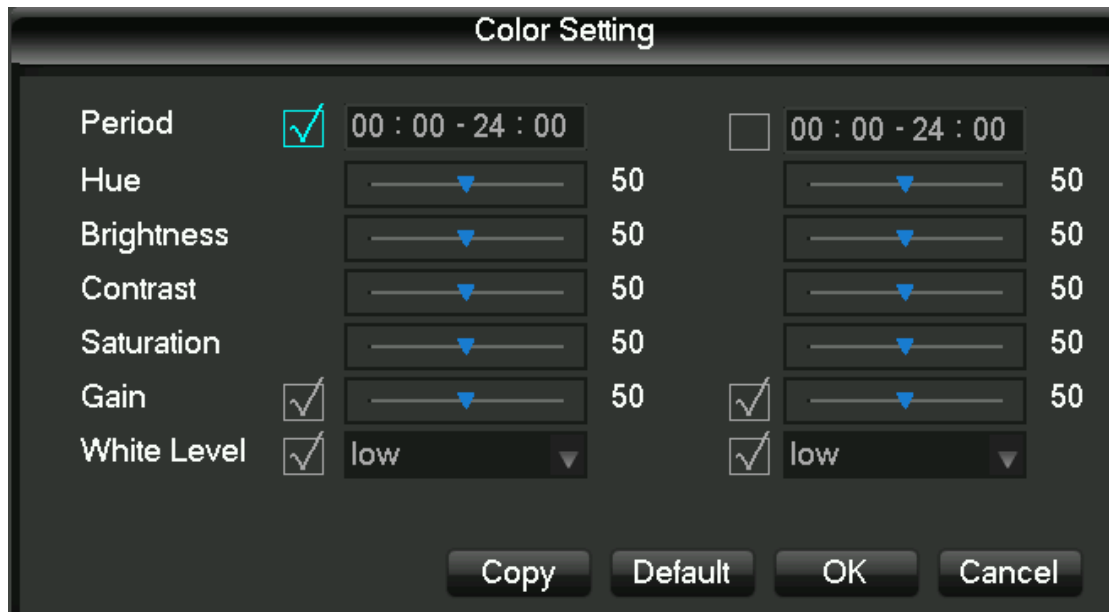 Color Setting
Period 00 : 00 - 24 : 00 00 : 00 - 24 : 00
Hue 50 50
Brightness 50 50
Contrast 50 50
Saturation 50 50
Gain 50 50
White Level low low
Copy Default OK Cancel